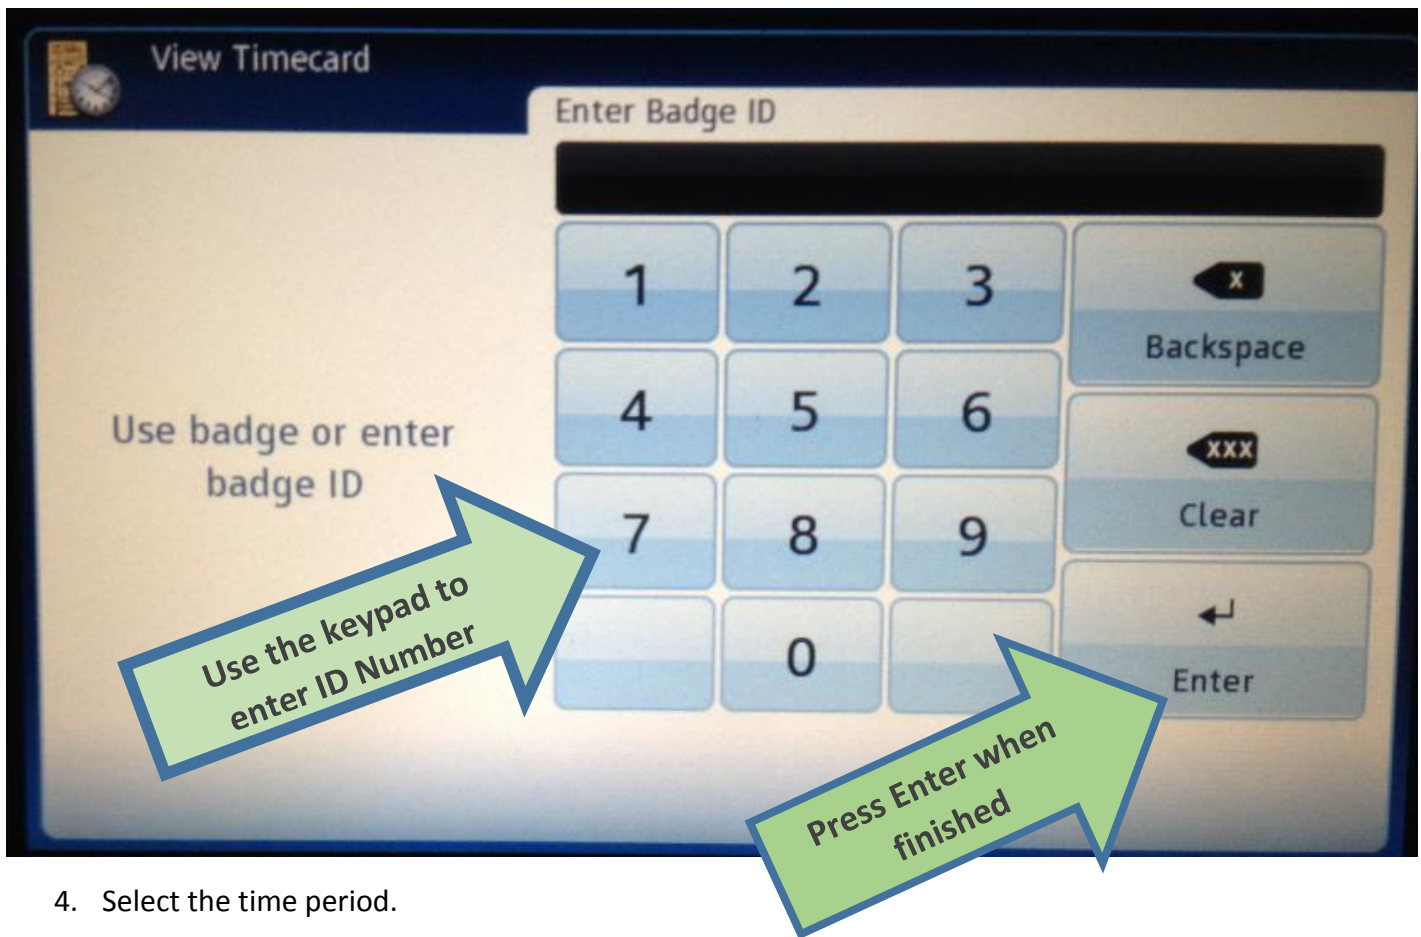 View Timecard
Enter Badge ID
1 2 3
X
Backspace
4 5 6
XXX
Clear
Use badge or enter
badge ID
7 8 9
0
Enter
Use the keypad to
enter ID Number
Press Enter when
finished
4. Select the time period.